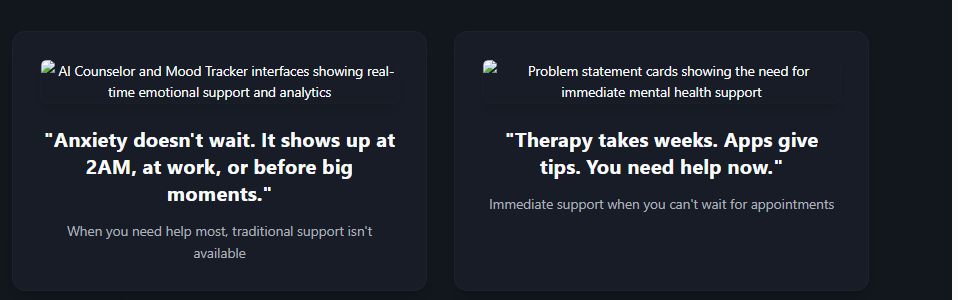 AI Counselor and Mood Tracker interfaces showing real-
time emotional support and analytics
"Anxiety doesn't wait. It shows up at
2AM, at work, or before big
moments."
When you need help most, traditional support isn't
available
Problem statement cards showing the need for
immediate mental health support
"Therapy takes weeks. Apps give
tips. You need help now."
Immediate support when you can't wait for appointments